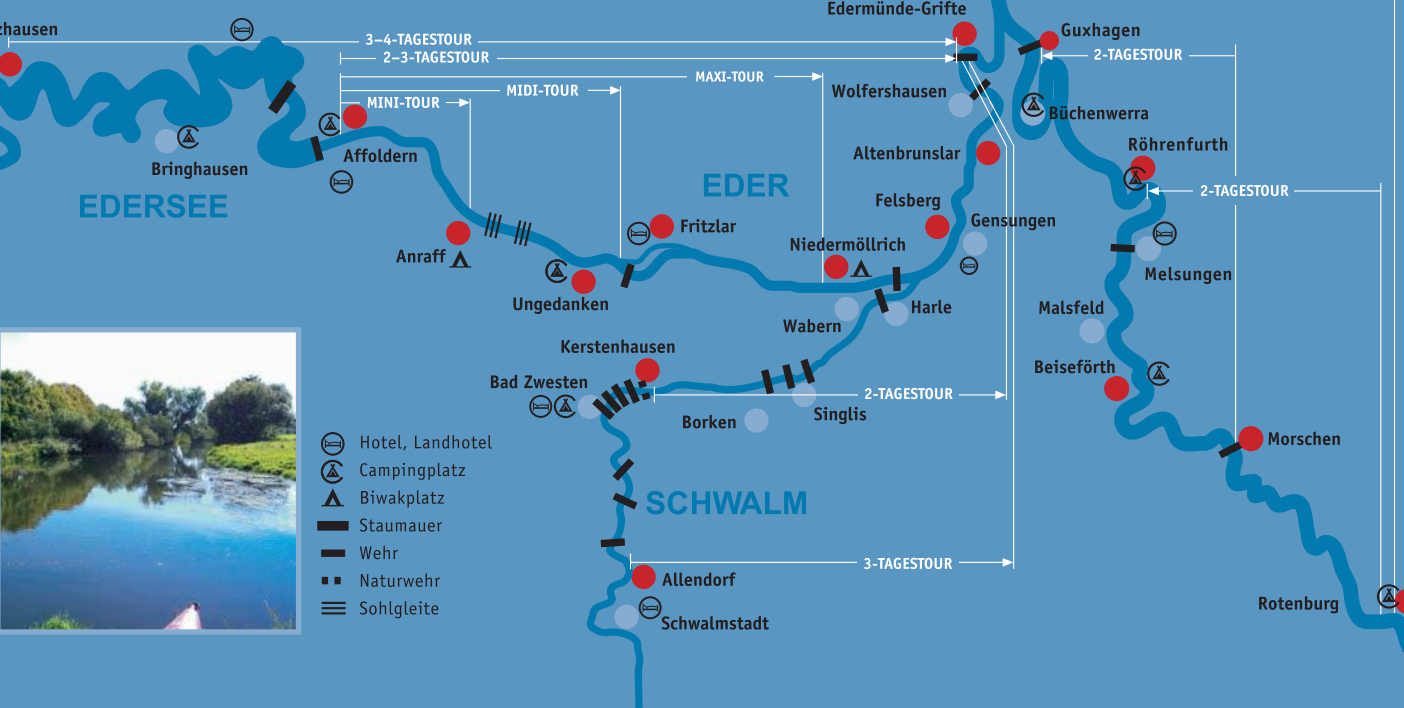 Edermünde-Grifte
zhausen
Guxhagen
3–4-TAGESTOUR
2–3-TAGESTOUR
2-TAGESTOUR
MAXI-TOUR
MIDI-TOUR
MINI-TOUR
Wolfershausen
Büchenwerra
Röhrenfurth
Affoldern
Altenbrunslar
Bringhausen
EDER
2-TAGESTOUR
EDERSEE
Felsberg
Gensungen
Fritzlar
Niedermöllrich
Anraff
Melsungen
Ungedanken
Harle
Malsfeld
Wabern
Kerstenhausen
Beiseförth
Bad Zwesten
2-TAGESTOUR
Singlis
Borken
Morschen
Hotel, Landhotel
Campingplatz
Biwakplatz
SCHWALM
Staumauer
Wehr
3-TAGESTOUR
Naturwehr
Allendorf
Sohlgleite
Rotenburg
Schwalmstadt